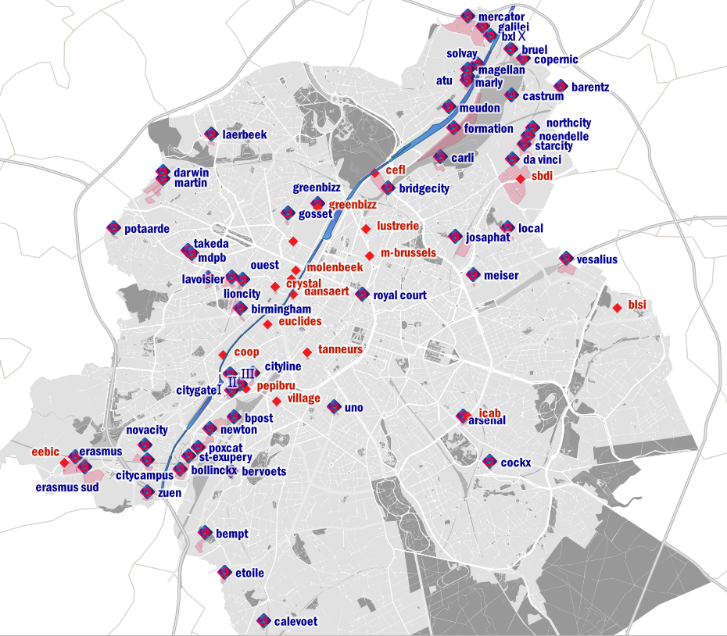 mercator
galilei
bxl X
bruel
solvay
copernic
magellan
atu
marly
barentz
castrum
meudon
northcity
formation
noendelle
laerbeek
starcity
carli
da vinci
cefl
darwin
sbdi
martin
greenbizz
bridgecity
greenbizz
gosset
potaarde
lustrerie
local
josaphat
takeda
mdpb
m-brussels
vesalius
ouest
molenbeek
meiser
lavoisier
crystal
lioncity
dansaert
royal court
blsi
birmingham
euclides
coop
tanneurs
cityline
III
II
citygate I
pepibru
village
uno
icab
arsenal
bpost
novacity
newton
eebic
erasmus
poxcat
st-exupery
cockx
citycampus
bollinckx
bervoets
erasmus sud
zuen
bempt
etoile
calevoet